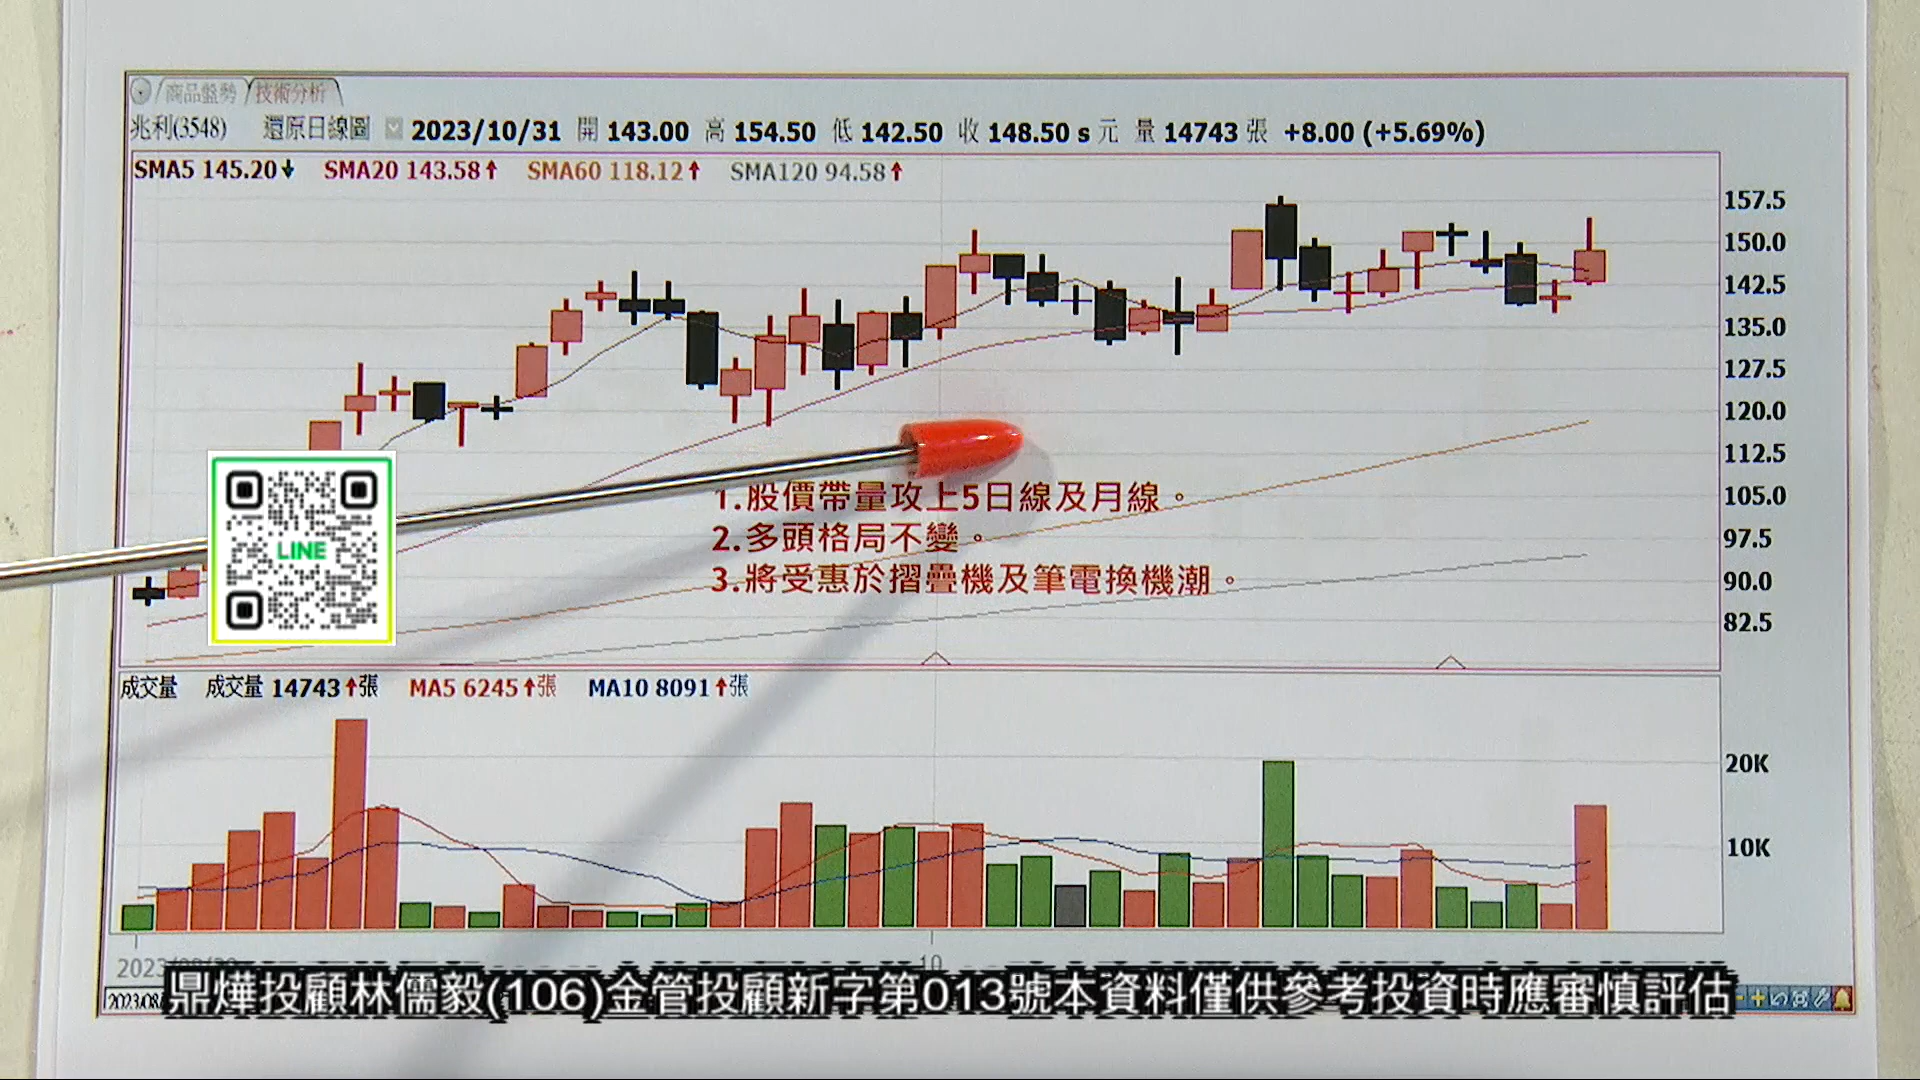 商品盤勢 技術分析
兆利(3548) 還原日線圖 2023/10/31 開 143.00 高 154.50 低 142.50 收 148.50 s 元 量 14743 張 +8.00 (+5.69%)
SMA5 145.20↓ SMA20 143.58↑ SMA60 118.12↑ SMA120 94.58↑
157.5
150.0
142.5
135.0
127.5
120.0
112.5
105.0
97.5
90.0
82.5
LINE
1.股價帶量攻上5日線及月線。
2.多頭格局不變。
3.將受惠於摺疊機及筆電換機潮。
成交量 成交量 14743↑張 MA5 6245↑張 MA10 8091↑張
20K
10K
10
鼎燁投顧林儒毅(106)金管投顧新字第013號本資料僅供參考投資時應審慎評估